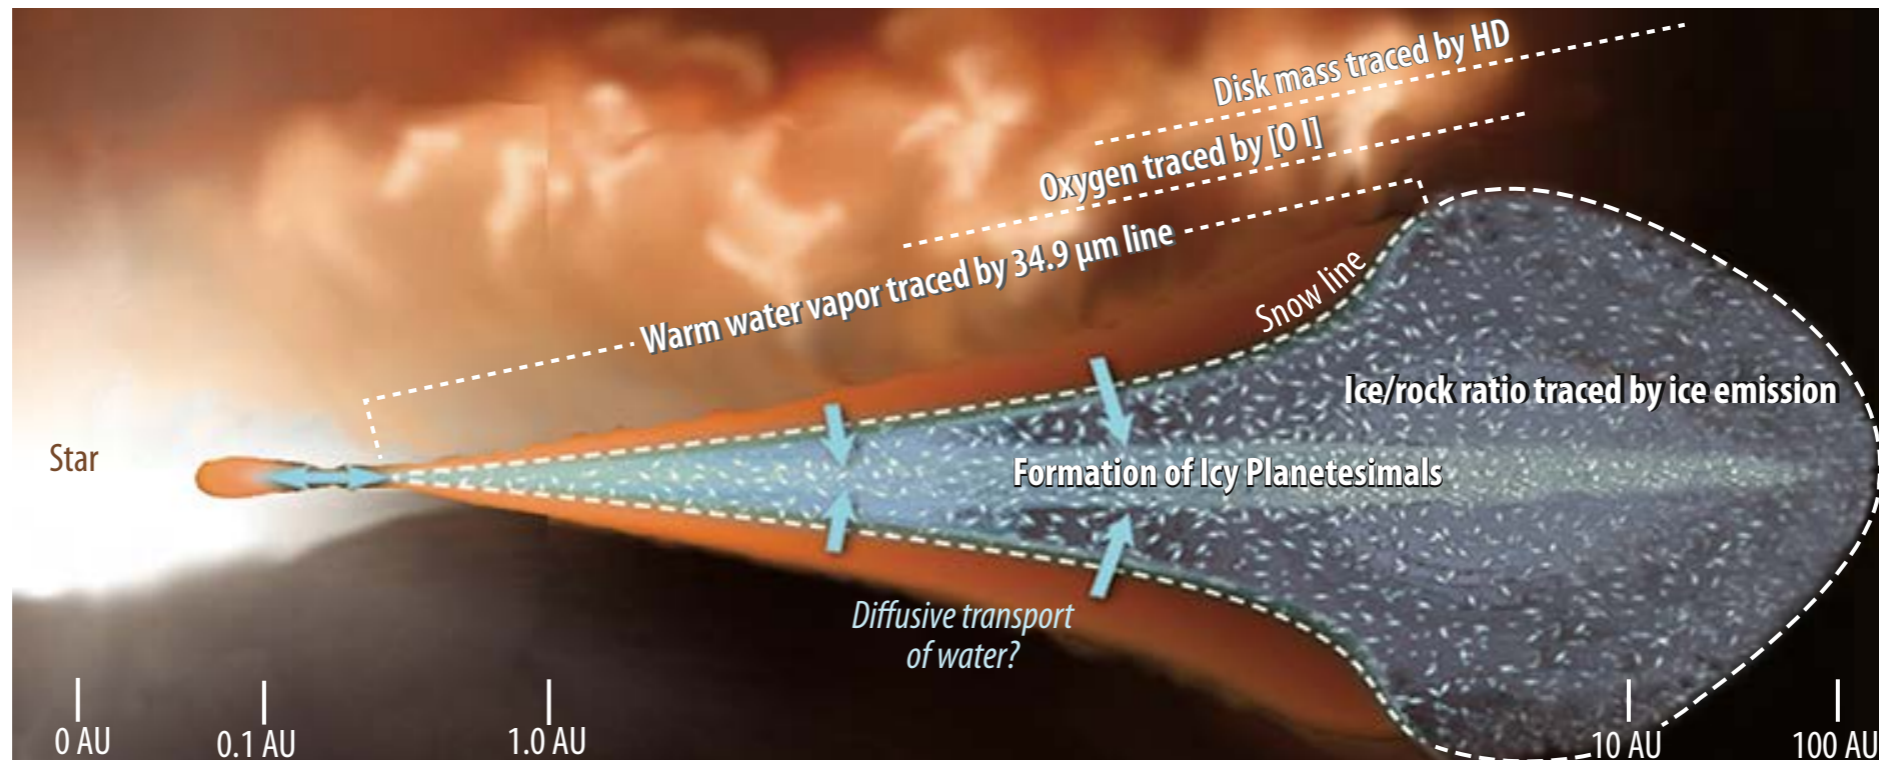 Disk mass traced by HD
Oxygen traced by [O I]
Warm water vapor traced by 34.9 μm line
Snow line
Ice/rock ratio traced by ice emission
Star
Formation of Icy Planetesimals
Diffusive transport
of water?
0 AU
0.1 AU
1.0 AU
10 AU
100 AU